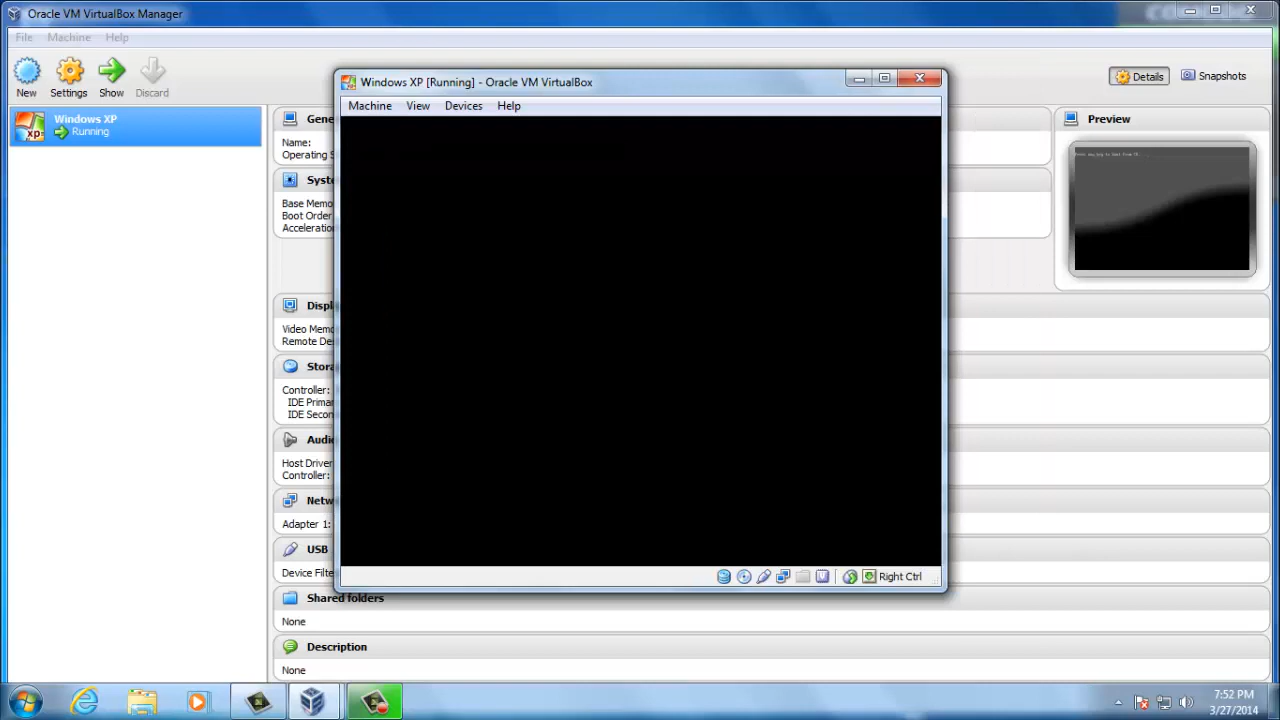 Oracle VM VirtualBox Manager
File Machine Help
New Settings Show Discard
Details Snapshots
Windows XP
Running
Windows XP [Running] - Oracle VM VirtualBox
Machine View Devices Help
Gene
Name:
Operating S
Syste
Base Memo
Boot Order
Acceleratio
Displ
Video Memo
Remote De
Stora
Controller:
IDE Primar
IDE Secon
Audi
Host Driver
Controller:
Netw
Adapter 1:
USB
Device Filte
Shared folders
None
Description
None
Preview
Right Ctrl
7:52 PM
3/27/2014